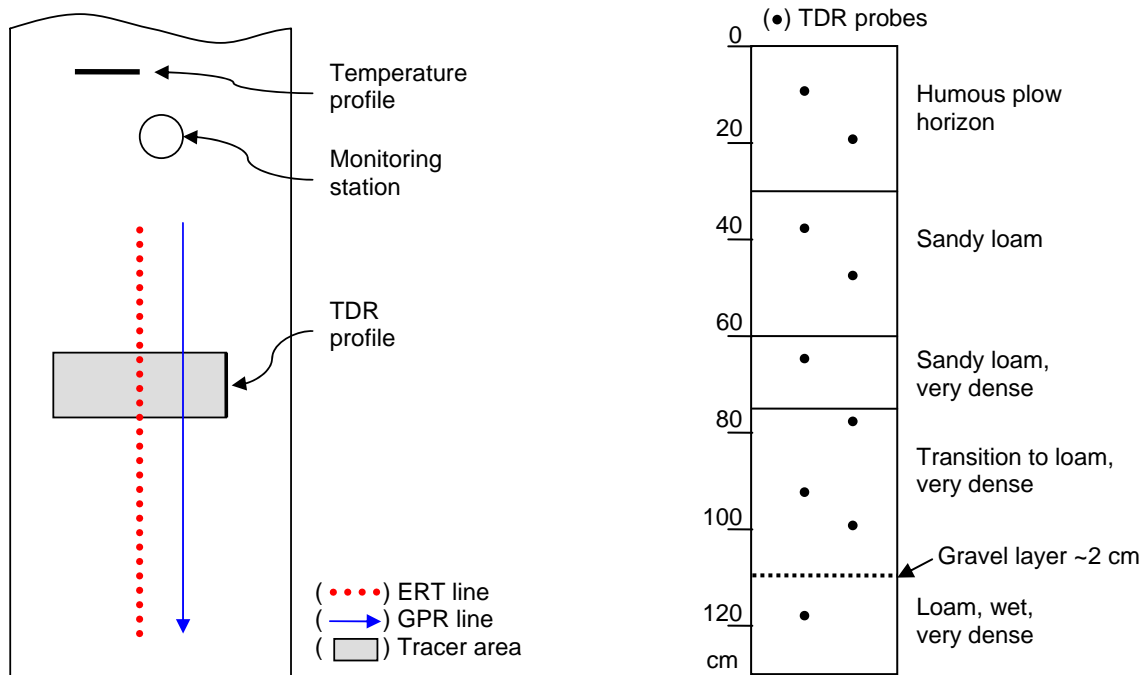 Temperature
profile
Monitoring
station
TDR
profile
( ) ERT line
( ) GPR line
( ) Tracer area
(●) TDR probes
0
20
40
60
80
100
120
cm
Humous plow
horizon
Sandy loam
Sandy loam,
very dense
Transition to loam,
very dense
Gravel layer ~2 cm
Loam, wet,
very dense